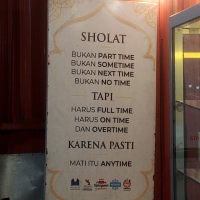 SHOLAT
BUKAN PART TIME
BUKAN SOMETIME
BUKAN NEXT TIME
BUKAN NO TIME
TAPI
HARUS FULL TIME
HARUS ON TIME
DAN OVERTIME
KARENA PASTI
MATI ITU ANYTIME